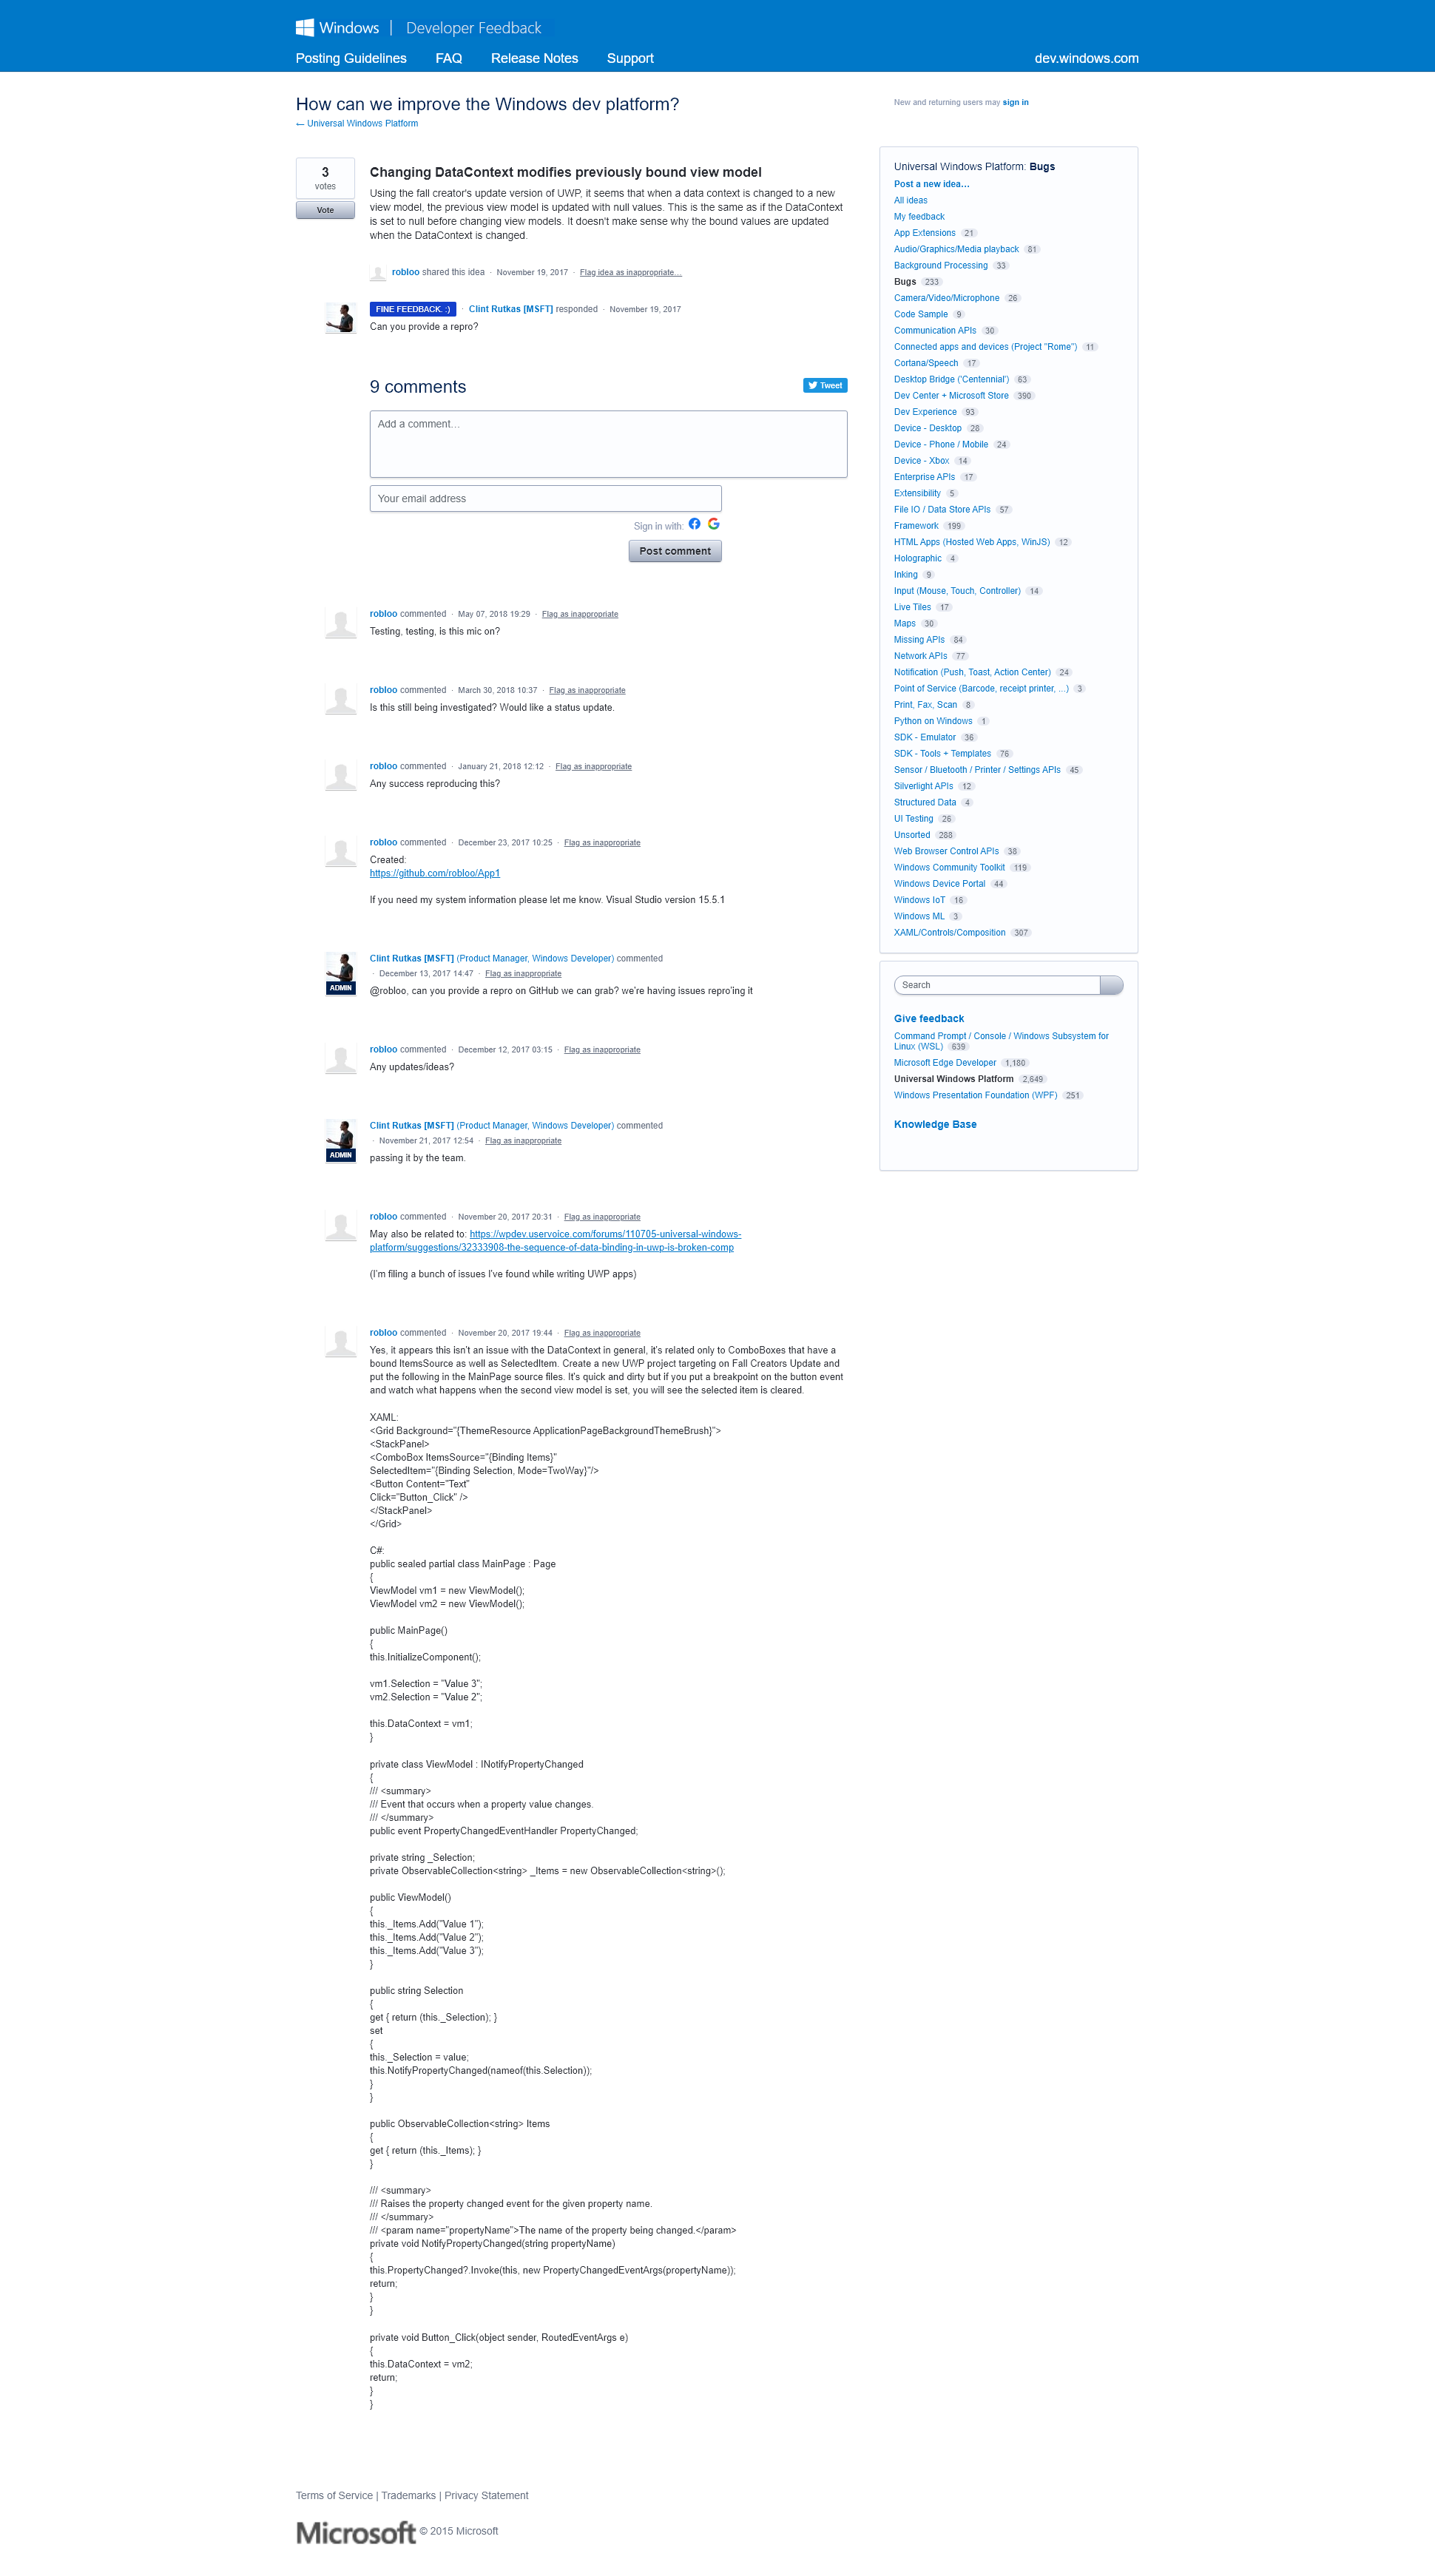 Windows | Developer Feedback
Posting Guidelines FAQ Release Notes Support dev.windows.com
How can we improve the Windows dev platform?
← Universal Windows Platform
New and returning users may sign in
3
votes
Vote
Changing DataContext modifies previously bound view model
Using the fall creator's update version of UWP, it seems that when a data context is changed to a new
view model, the previous view model is updated with null values. This is the same as if the DataContext
is set to null before changing view models. It doesn't make sense why the bound values are updated
when the DataContext is changed.
robloo shared this idea · November 19, 2017 · Flag idea as inappropriate…
FINE FEEDBACK. :) · Clint Rutkas [MSFT] responded · November 19, 2017
Can you provide a repro?
9 comments
Tweet
Add a comment…
Your email address
Sign in with:
Post comment
robloo commented · May 07, 2018 19:29 · Flag as inappropriate
Testing, testing, is this mic on?
robloo commented · March 30, 2018 10:37 · Flag as inappropriate
Is this still being investigated? Would like a status update.
robloo commented · January 21, 2018 12:12 · Flag as inappropriate
Any success reproducing this?
robloo commented · December 23, 2017 10:25 · Flag as inappropriate
Created:
https://github.com/robloo/App1
If you need my system information please let me know. Visual Studio version 15.5.1
Clint Rutkas [MSFT] (Product Manager, Windows Developer) commented
ADMIN
· December 13, 2017 14:47 · Flag as inappropriate
@robloo, can you provide a repro on GitHub we can grab? we're having issues repro'ing it
robloo commented · December 12, 2017 03:15 · Flag as inappropriate
Any updates/ideas?
Clint Rutkas [MSFT] (Product Manager, Windows Developer) commented
ADMIN
· November 21, 2017 12:54 · Flag as inappropriate
passing it by the team.
robloo commented · November 20, 2017 20:31 · Flag as inappropriate
May also be related to: https://wpdev.uservoice.com/forums/110705-universal-windows-
platform/suggestions/32333908-the-sequence-of-data-binding-in-uwp-is-broken-comp
(I'm filing a bunch of issues I've found while writing UWP apps)
robloo commented · November 20, 2017 19:44 · Flag as inappropriate
Yes, it appears this isn't an issue with the DataContext in general, it's related only to ComboBoxes that have a
bound ItemsSource as well as SelectedItem. Create a new UWP project targeting on Fall Creators Update and
put the following in the MainPage source files. It's quick and dirty but if you put a breakpoint on the button event
and watch what happens when the second view model is set, you will see the selected item is cleared.
XAML:
<Grid Background="{ThemeResource ApplicationPageBackgroundThemeBrush}">
<StackPanel>
<ComboBox ItemsSource="{Binding Items}"
SelectedItem="{Binding Selection, Mode=TwoWay}"/>
<Button Content="Text"
Click="Button_Click" />
</StackPanel>
</Grid>
C#:
public sealed partial class MainPage : Page
{
ViewModel vm1 = new ViewModel();
ViewModel vm2 = new ViewModel();
public MainPage()
{
this.InitializeComponent();
vm1.Selection = "Value 3";
vm2.Selection = "Value 2";
this.DataContext = vm1;
}
private class ViewModel : INotifyPropertyChanged
{
/// <summary>
/// Event that occurs when a property value changes.
/// </summary>
public event PropertyChangedEventHandler PropertyChanged;
private string _Selection;
private ObservableCollection<string> _Items = new ObservableCollection<string>();
public ViewModel()
{
this._Items.Add("Value 1");
this._Items.Add("Value 2");
this._Items.Add("Value 3");
}
public string Selection
{
get { return (this._Selection); }
set
{
this._Selection = value;
this.NotifyPropertyChanged(nameof(this.Selection));
}
}
public ObservableCollection<string> Items
{
get { return (this._Items); }
}
/// <summary>
/// Raises the property changed event for the given property name.
/// </summary>
/// <param name="propertyName">The name of the property being changed.</param>
private void NotifyPropertyChanged(string propertyName)
{
this.PropertyChanged?.Invoke(this, new PropertyChangedEventArgs(propertyName));
return;
}
}
private void Button_Click(object sender, RoutedEventArgs e)
{
this.DataContext = vm2;
return;
}
}
Universal Windows Platform: Bugs
Post a new idea…
All ideas
My feedback
App Extensions 21
Audio/Graphics/Media playback 81
Background Processing 33
Bugs 233
Camera/Video/Microphone 26
Code Sample 9
Communication APIs 30
Connected apps and devices (Project "Rome") 11
Cortana/Speech 17
Desktop Bridge ('Centennial') 63
Dev Center + Microsoft Store 390
Dev Experience 93
Device - Desktop 28
Device - Phone / Mobile 24
Device - Xbox 14
Enterprise APIs 17
Extensibility 5
File IO / Data Store APIs 57
Framework 199
HTML Apps (Hosted Web Apps, WinJS) 12
Holographic 4
Inking 9
Input (Mouse, Touch, Controller) 14
Live Tiles 17
Maps 30
Missing APIs 84
Network APIs 77
Notification (Push, Toast, Action Center) 24
Point of Service (Barcode, receipt printer, ...) 3
Print, Fax, Scan 8
Python on Windows 1
SDK - Emulator 36
SDK - Tools + Templates 76
Sensor / Bluetooth / Printer / Settings APIs 45
Silverlight APIs 12
Structured Data 4
UI Testing 26
Unsorted 288
Web Browser Control APIs 38
Windows Community Toolkit 119
Windows Device Portal 44
Windows IoT 16
Windows ML 3
XAML/Controls/Composition 307
Search
Give feedback
Command Prompt / Console / Windows Subsystem for
Linux (WSL) 639
Microsoft Edge Developer 1,180
Universal Windows Platform 2,649
Windows Presentation Foundation (WPF) 251
Knowledge Base
Terms of Service | Trademarks | Privacy Statement
Microsoft © 2015 Microsoft